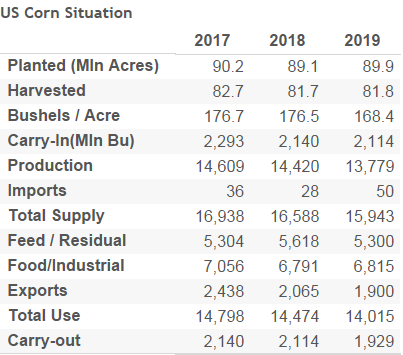 US Corn Situation
2017 2018 2019
Planted (Mln Acres) 90.2 89.1 89.9
Harvested 82.7 81.7 81.8
Bushels / Acre 176.7 176.5 168.4
Carry-In(Mln Bu) 2,293 2,140 2,114
Production 14,609 14,420 13,779
Imports 36 28 50
Total Supply 16,938 16,588 15,943
Feed / Residual 5,304 5,618 5,300
Food/Industrial 7,056 6,791 6,815
Exports 2,438 2,065 1,900
Total Use 14,798 14,474 14,015
Carry-out 2,140 2,114 1,929